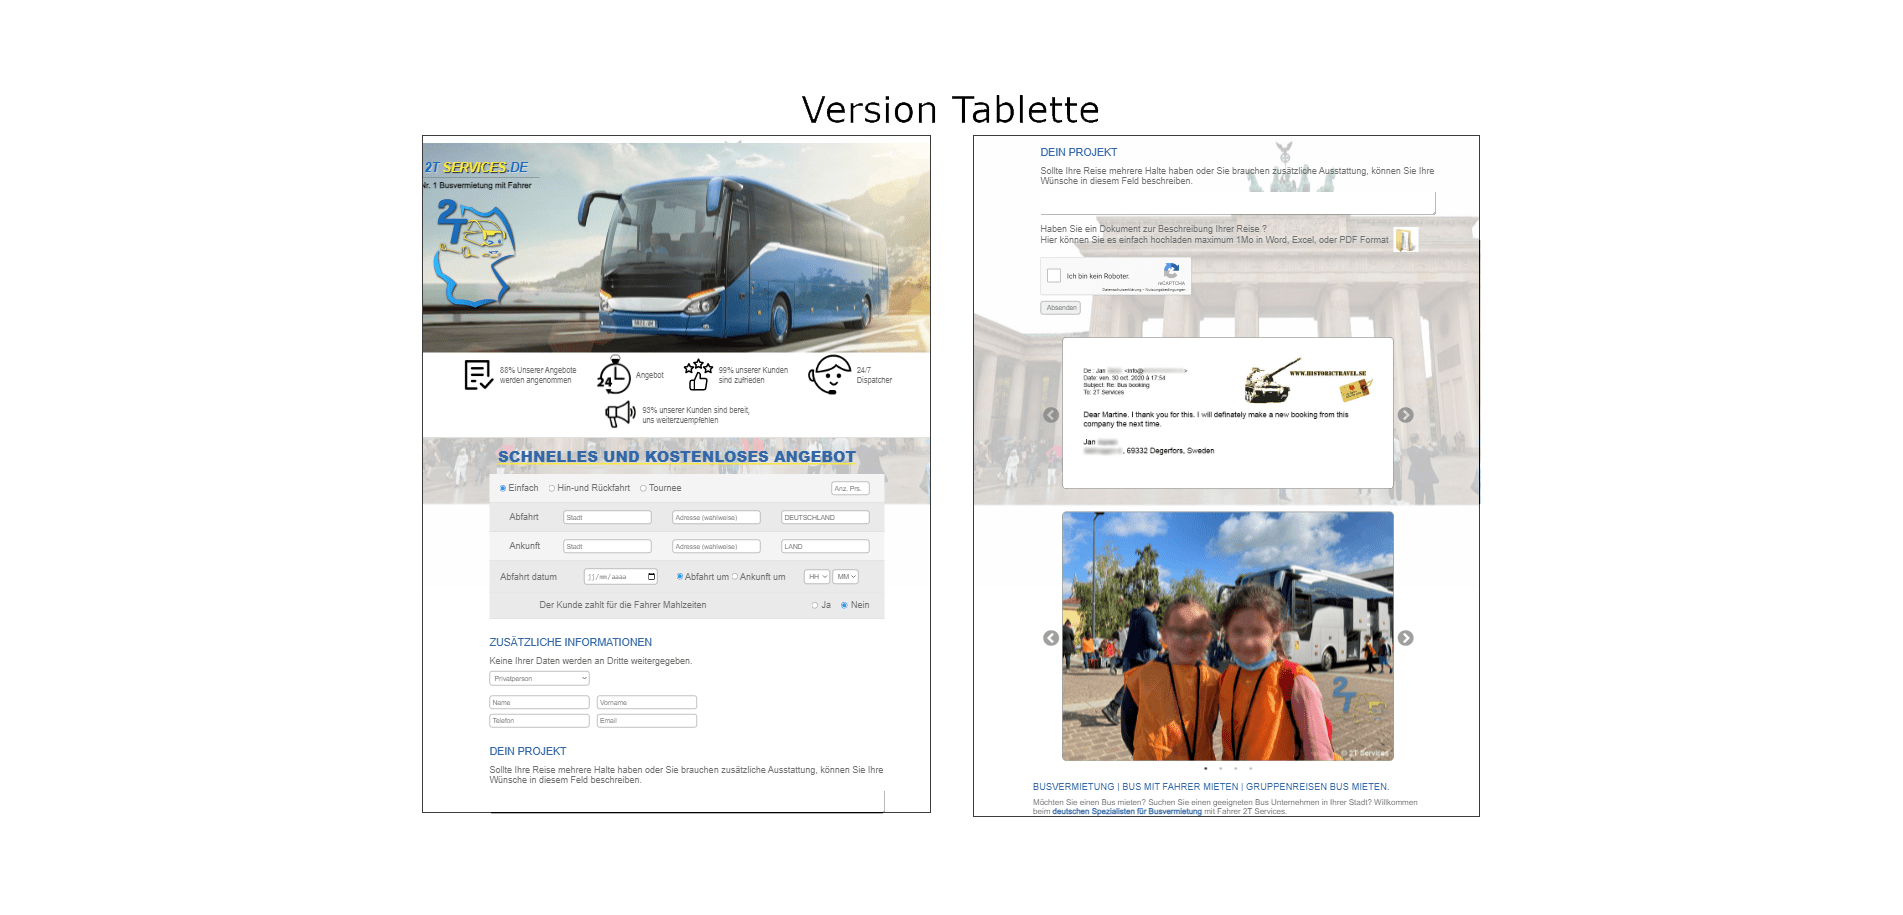 Version Tablette
2T SERVICES.DE
Nr. 1 Busvermietung mit Fahrer
2T
88% Unserer Angebote
werden angenommen
24
Angebot
99% unserer Kunden
sind zufrieden
24/7
Dispatcher
93% unserer Kunden sind bereit,
uns weiterzuempfehlen
SCHNELLES UND KOSTENLOSES ANGEBOT
Einfach Hin-und Rückfahrt Tournee Anz. Prs.
Abfahrt Stadt Adresse (wahlweise) DEUTSCHLAND
Ankunft Stadt Adresse (wahlweise) LAND
Abfahrt datum jj/mm/aaaa Abfahrt um Ankunft um HH MM
Der Kunde zahlt für die Fahrer Mahlzeiten Ja Nein
ZUSÄTZLICHE INFORMATIONEN
Keine Ihrer Daten werden an Dritte weitergegeben.
Privatperson
Name Vorname
Telefon Email
DEIN PROJEKT
Sollte Ihre Reise mehrere Halte haben oder Sie brauchen zusätzliche Ausstattung, können Sie Ihre
Wünsche in diesem Feld beschreiben.
DEIN PROJEKT
Sollte Ihre Reise mehrere Halte haben oder Sie brauchen zusätzliche Ausstattung, können Sie Ihre
Wünsche in diesem Feld beschreiben.
Haben Sie ein Dokument zur Beschreibung Ihrer Reise ?
Hier können Sie es einfach hochladen maximum 1Mo in Word, Excel, oder PDF Format
Ich bin kein Roboter.
reCAPTCHA
Datenschutzerklärung - Nutzungsbedingungen
Absenden
De : Jan <info@ >
Date: ven. 30 oct. 2020 à 17:54
Subject: Re: Bus booking
To: 2T Services
WWW.HISTORICTRAVEL.SE
Dear Martine. I thank you for this. I will definately make a new booking from this
company the next time.
Jan
, 69332 Degerfors, Sweden
2T
© 2T Services
BUSVERMIETUNG | BUS MIT FAHRER MIETEN | GRUPPENREISEN BUS MIETEN.
Möchten Sie einen Bus mieten? Suchen Sie einen geeigneten Bus Unternehmen in Ihrer Stadt? Willkommen
beim deutschen Spezialisten für Busvermietung mit Fahrer 2T Services.